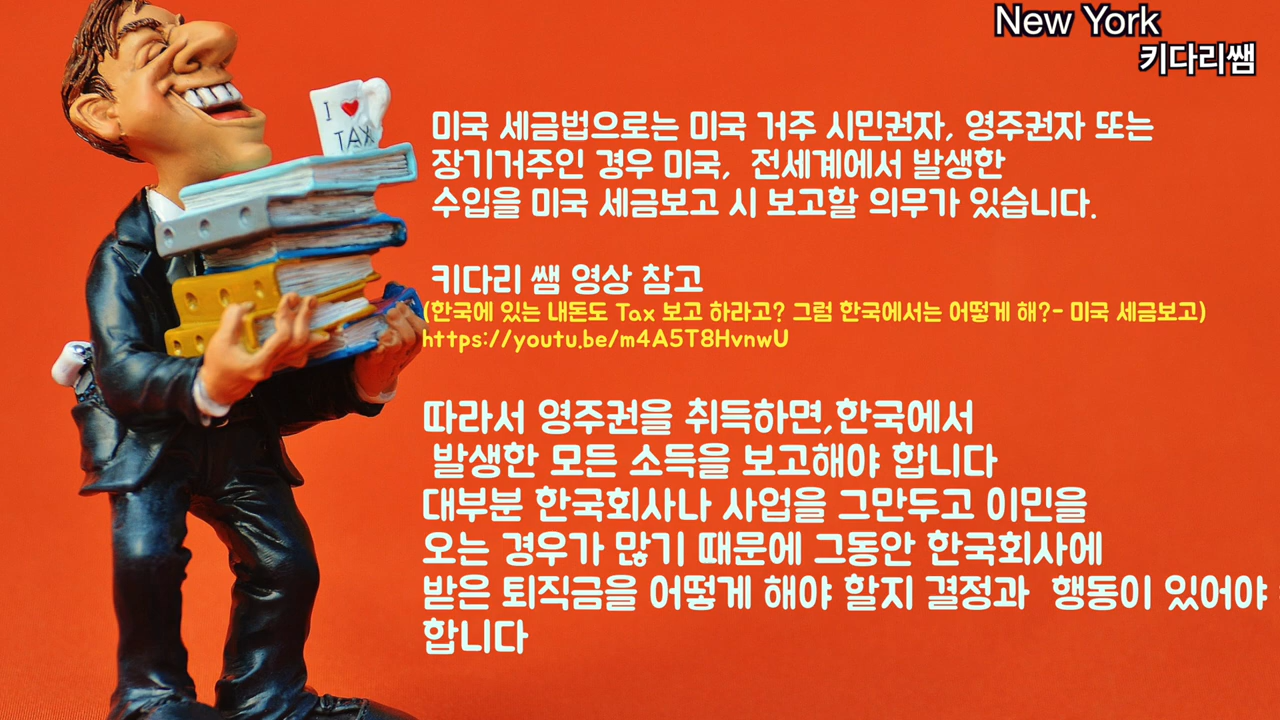 New York
키다리쌤
I ♥
TAX
미국 세금법으로는 미국 거주 시민권자, 영주권자 또는
장기거주인 경우 미국, 전세계에서 발생한
수입을 미국 세금보고 시 보고할 의무가 있습니다.
키다리 쌤 영상 참고
(한국에 있는 내돈도 Tax 보고 하라고? 그럼 한국에서는 어떻게 해?- 미국 세금보고)
https://youtu.be/m4A5T8HvnwU
따라서 영주권을 취득하면,한국에서
발생한 모든 소득을 보고해야 합니다
대부분 한국회사나 사업을 그만두고 이민을
오는 경우가 많기 때문에 그동안 한국회사에
받은 퇴직금을 어떻게 해야 할지 결정과 행동이 있어야
합니다